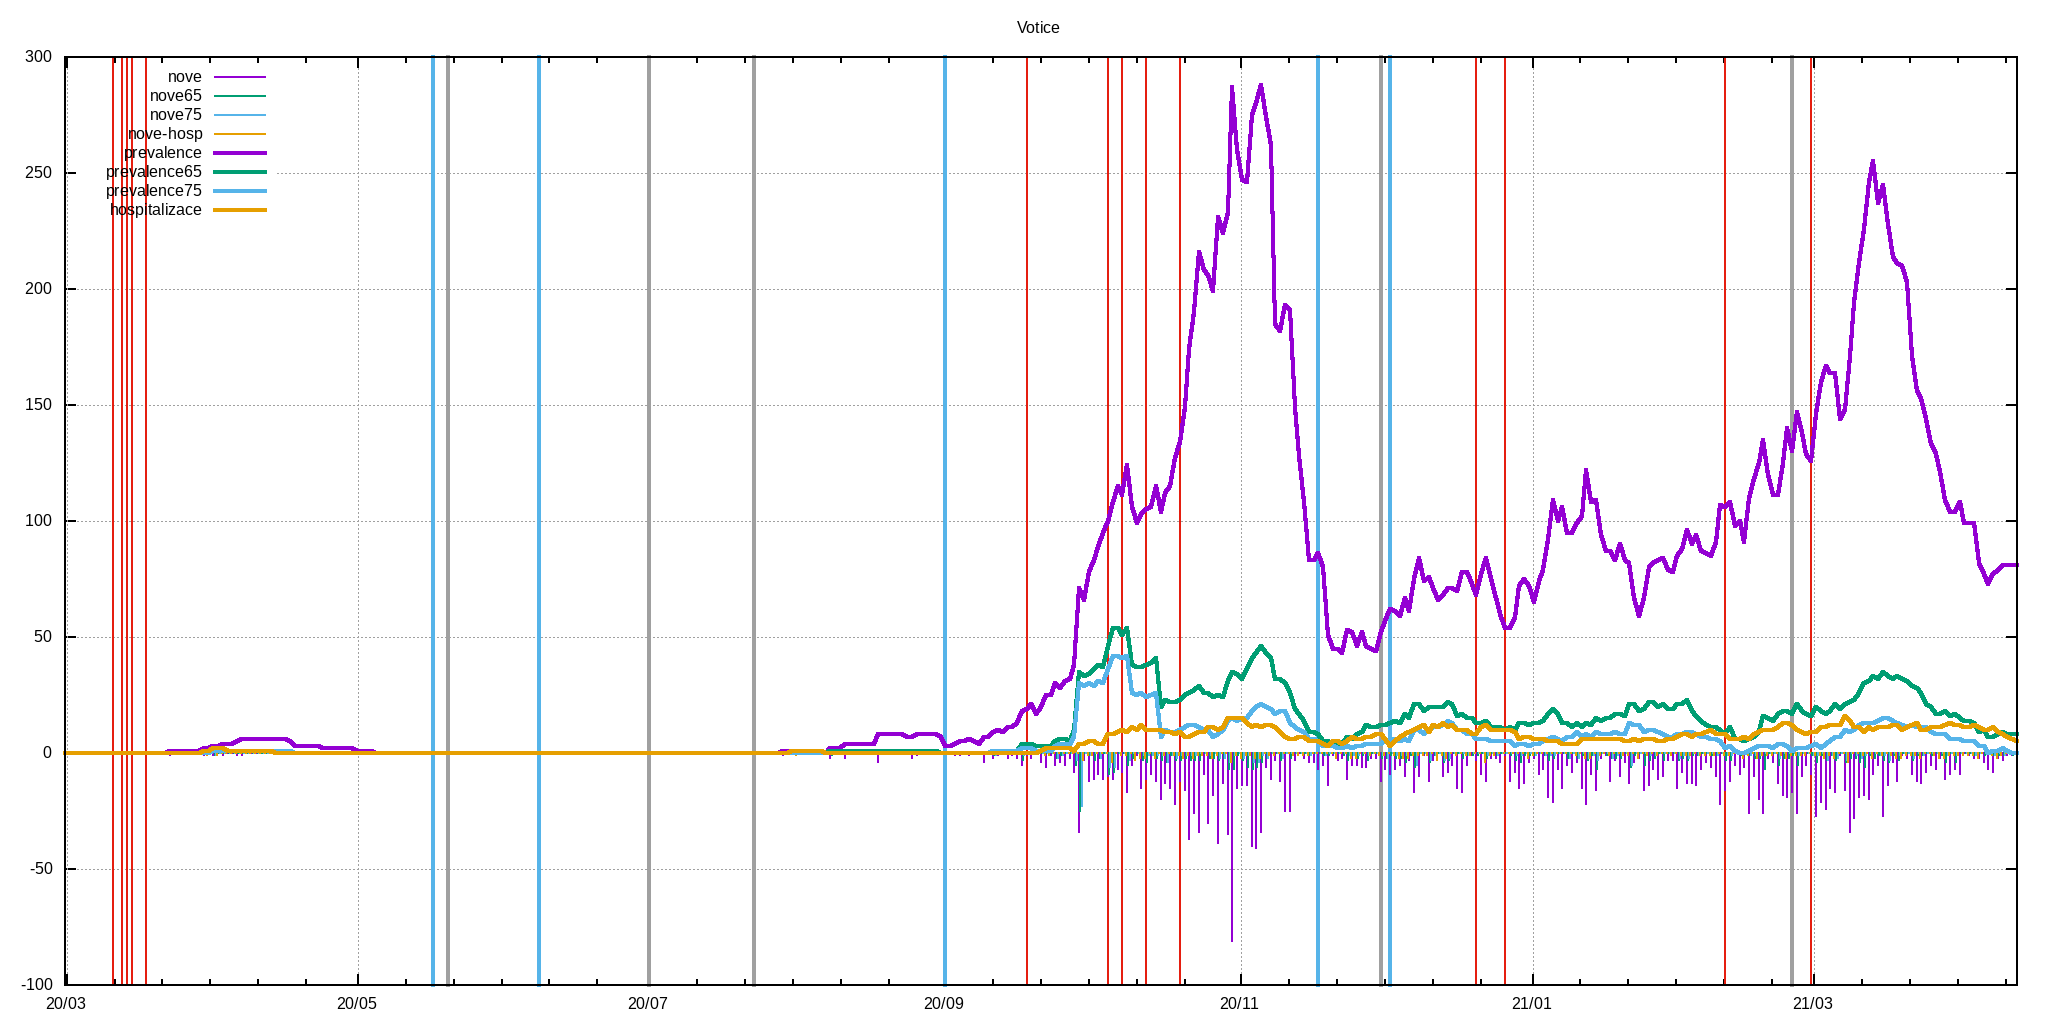 Votice
300
250
200
150
100
50
0
-50
-100
nove
nove65
nove75
nove-hosp
prevalence
prevalence65
prevalence75
hospitalizace
20/03
20/05
20/07
20/09
20/11
21/01
21/03